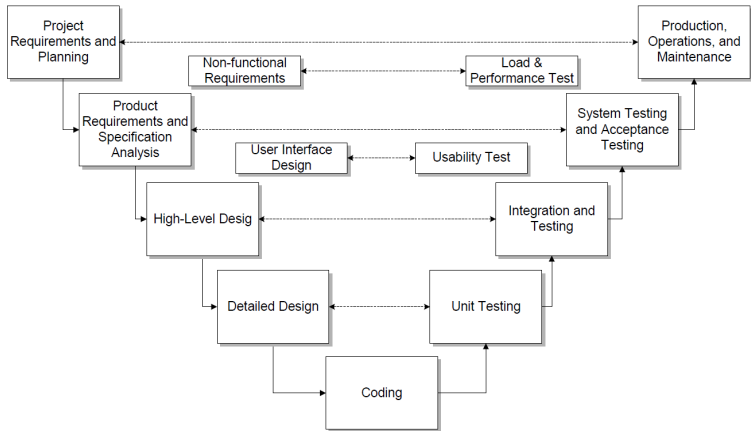 Project
Requirements and
Planning
Production,
Operations, and
Maintenance
Non-functional
Requirements
Load &
Performance Test
Product
Requirements and
Specification
Analysis
System Testing
and Acceptance
Testing
User Interface
Design
Usability Test
High-Level Desig
Integration and
Testing
Detailed Design
Unit Testing
Coding